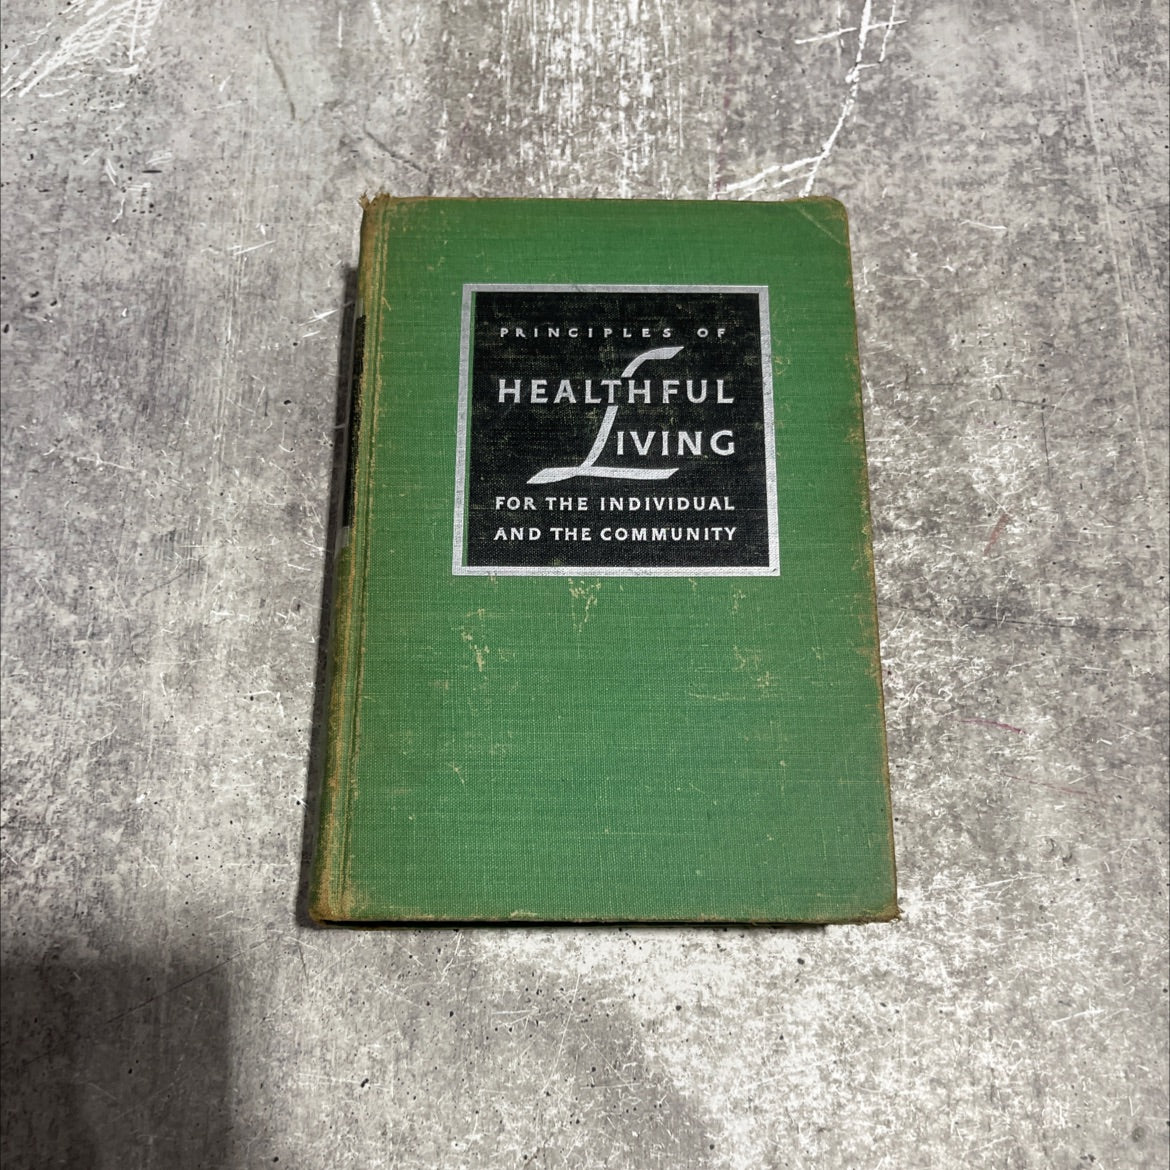 PRINCIPLES OF
HEALTHFUL
LIVING
FOR THE INDIVIDUAL
AND THE COMMUNITY